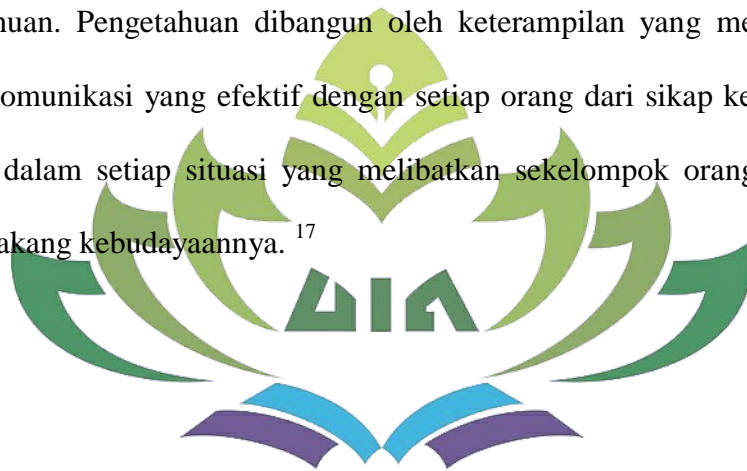 huan. Pengetahuan dibangun oleh keterampilan yang me
omunikasi yang efektif dengan setiap orang dari sikap ke
dalam setiap situasi yang melibatkan sekelompok orang
akang kebudayaannya. 17
UIN